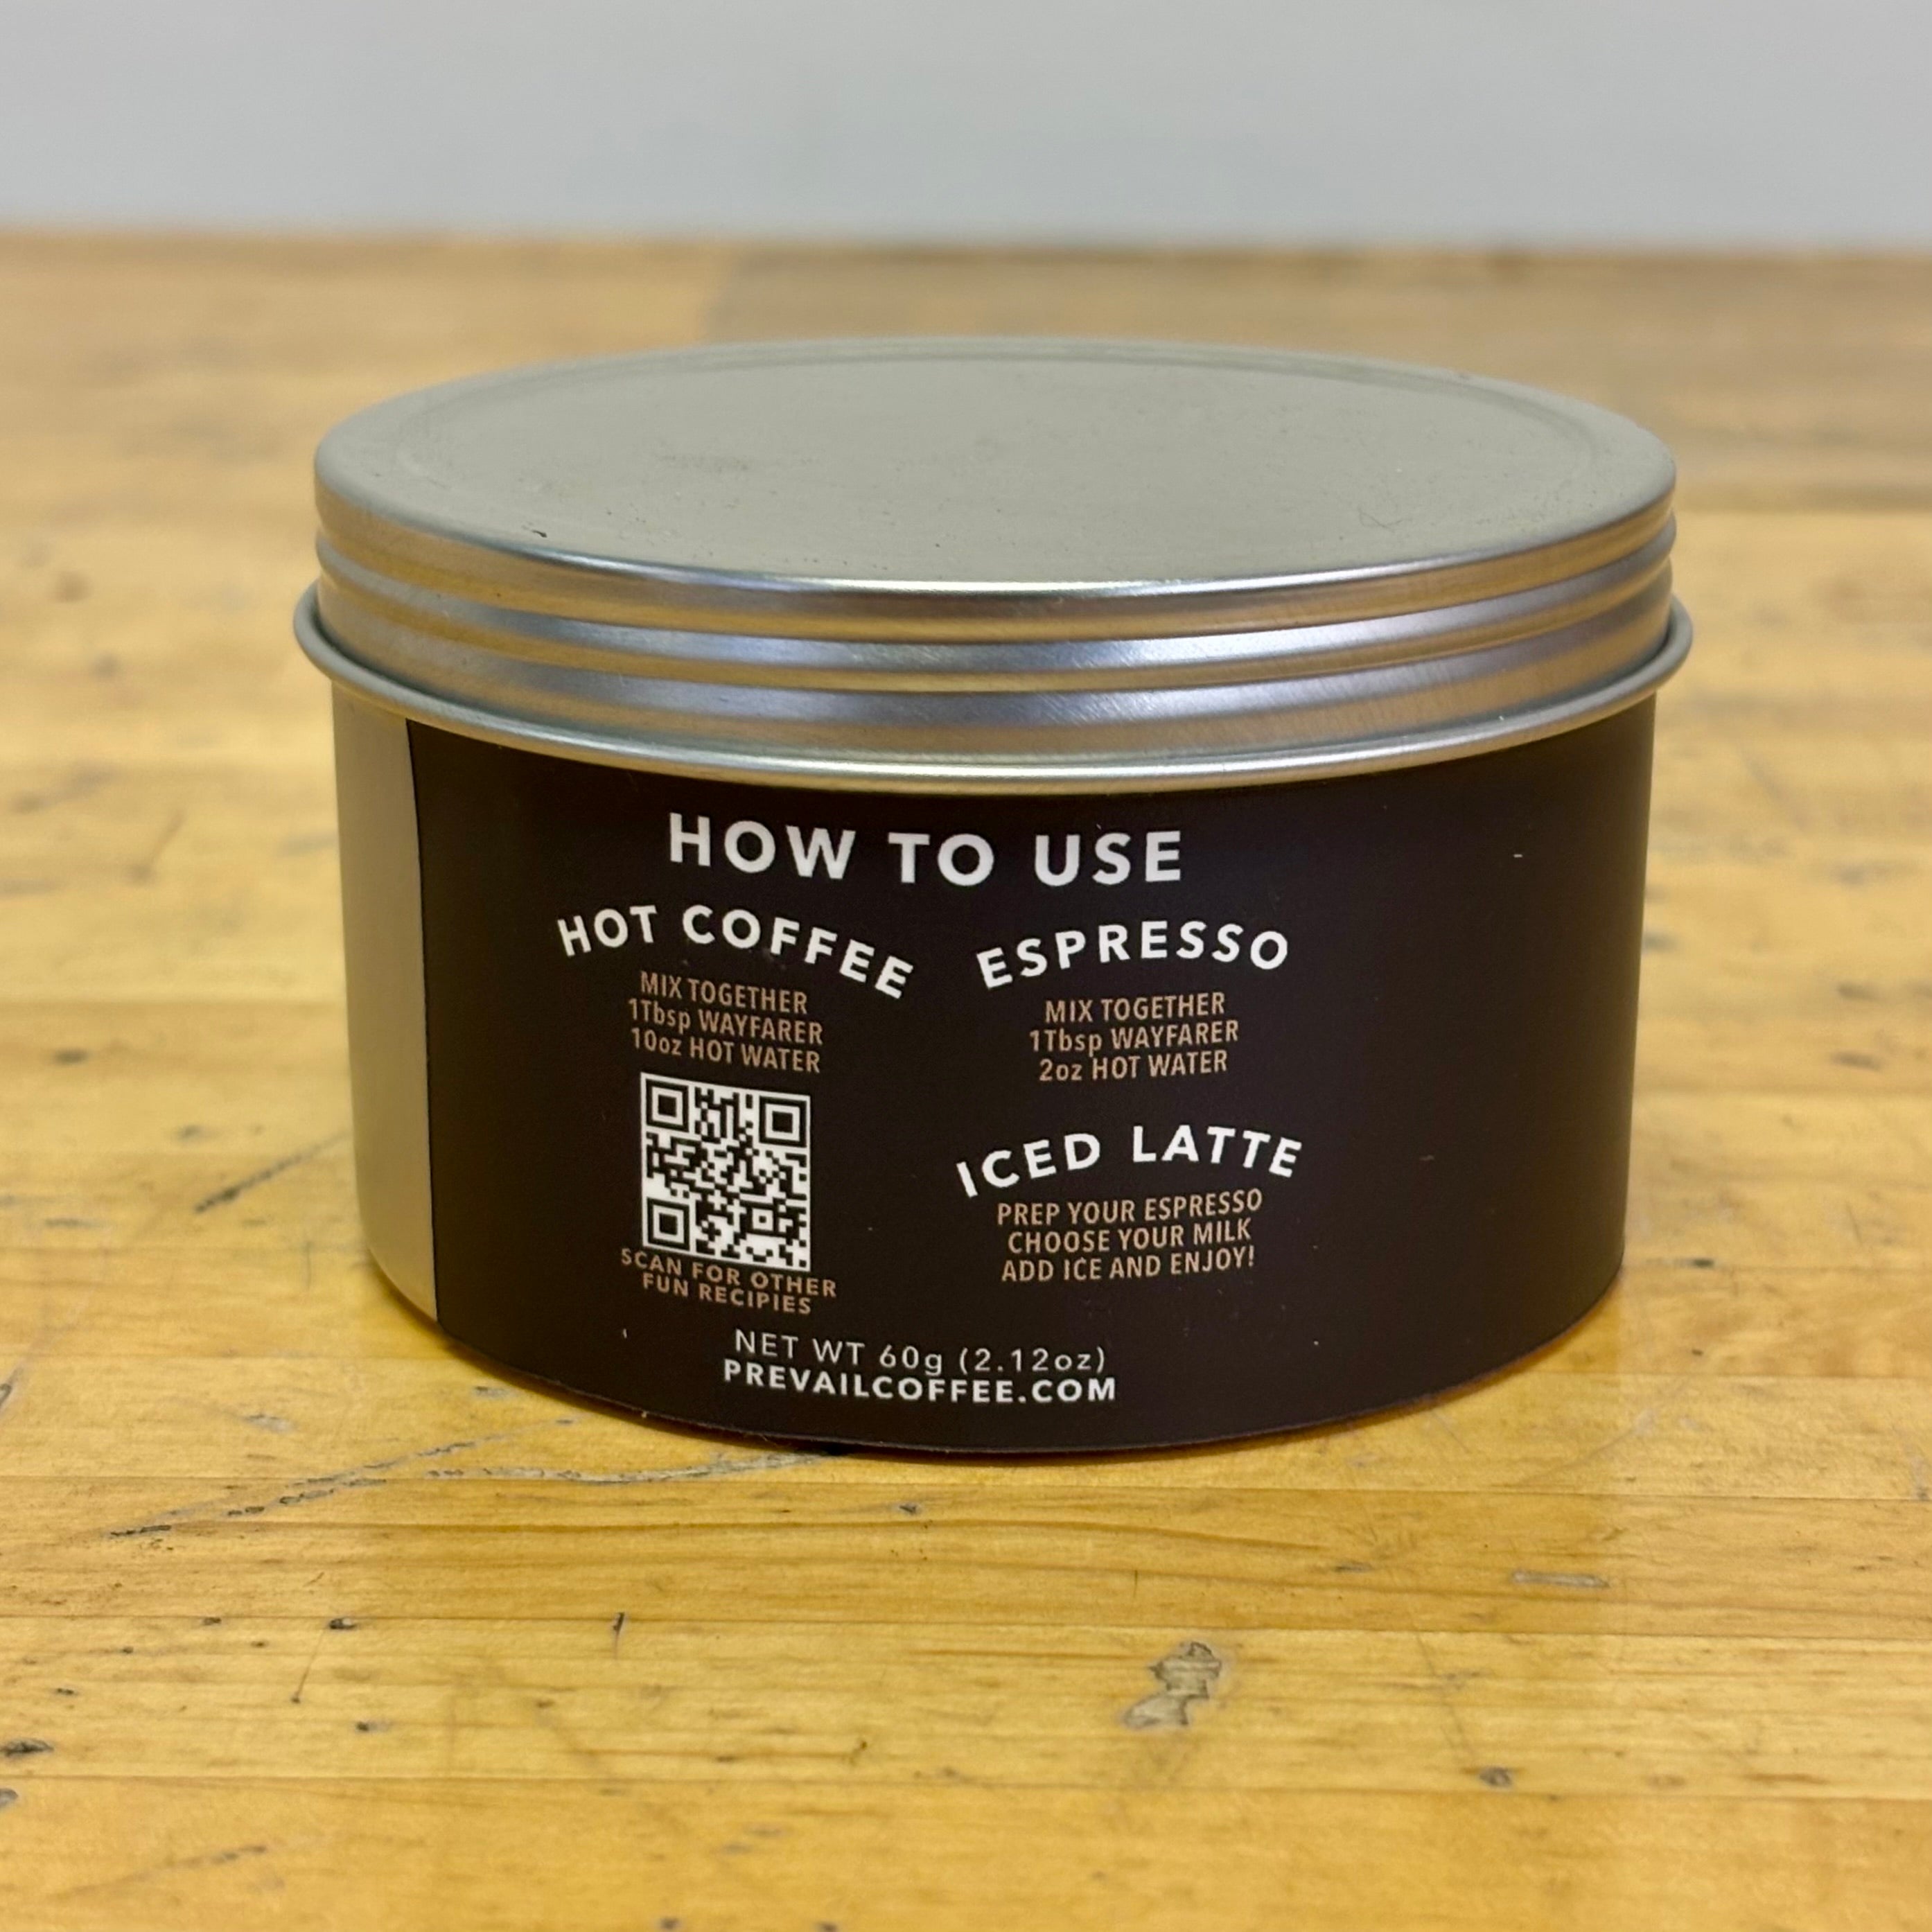 HOW TO USE
HOT COFFEE
MIX TOGETHER
1Tbsp WAYFARER
10oz HOT WATER
SCAN FOR OTHER
FUN RECIPIES
ESPRESSO
MIX TOGETHER
1Tbsp WAYFARER
2oz HOT WATER
ICED LATTE
PREP YOUR ESPRESSO
CHOOSE YOUR MILK
ADD ICE AND ENJOY!
NET WT 60g (2.12oz)
PREVAILCOFFEE.COM